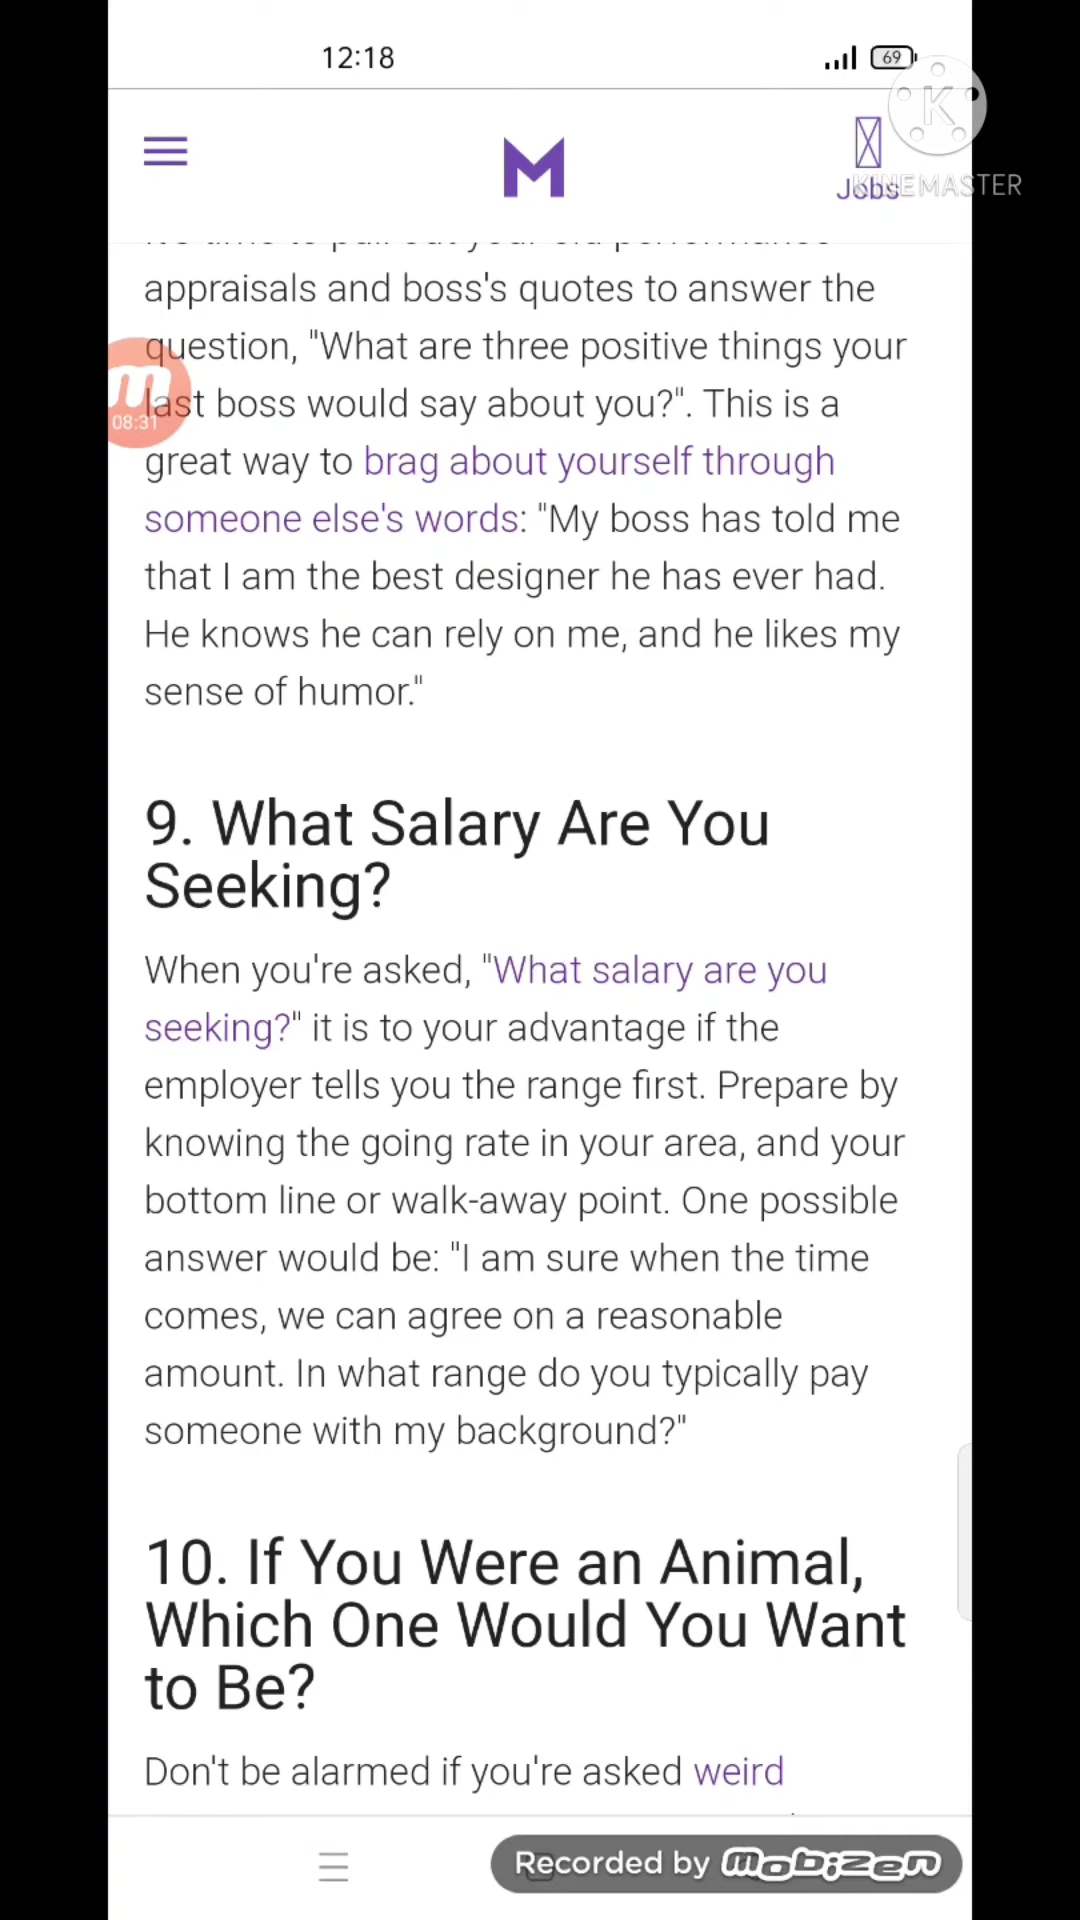 12:18
69
M
K
Jobs
KINEMASTER
appraisals and boss's quotes to answer the
question, "What are three positive things your
last boss would say about you?". This is a
great way to brag about yourself through
someone else's words: "My boss has told me
that I am the best designer he has ever had.
He knows he can rely on me, and he likes my
sense of humor."
m
08:31
9. What Salary Are You
Seeking?
When you're asked, "What salary are you
seeking?" it is to your advantage if the
employer tells you the range first. Prepare by
knowing the going rate in your area, and your
bottom line or walk-away point. One possible
answer would be: "I am sure when the time
comes, we can agree on a reasonable
amount. In what range do you typically pay
someone with my background?"
10. If You Were an Animal,
Which One Would You Want
to Be?
Don't be alarmed if you're asked weird
Recorded by mobizen